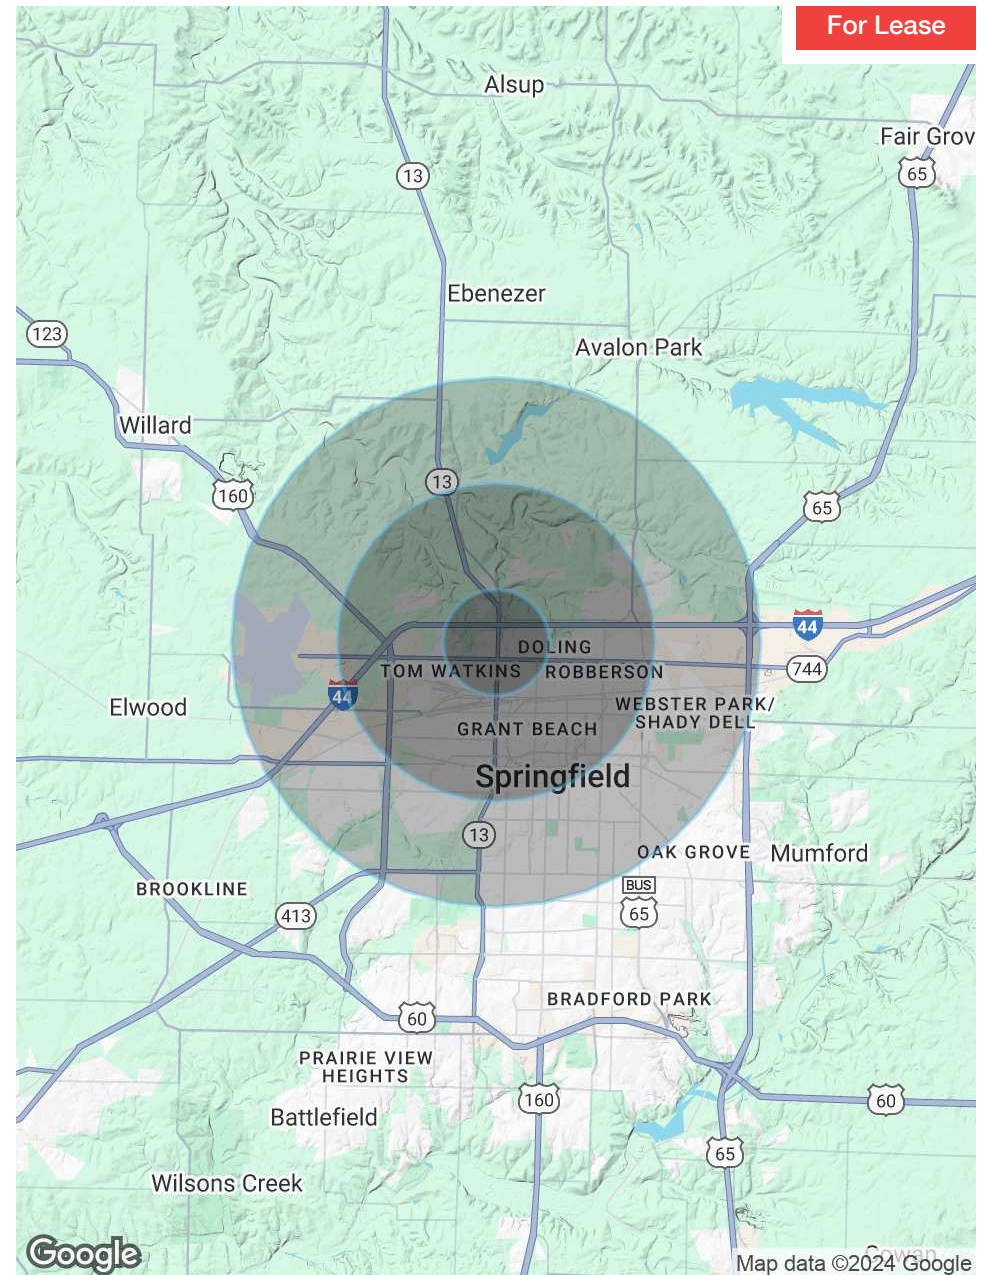 For Lease
Alsup
Fair Grov
13
65
Ebenezer
123
Avalon Park
Willard
13
160
65
44
DOLING
744
TOM WATKINS
ROBBERSON
44
Elwood
WEBSTER PARK/
SHADY DELL
GRANT BEACH
Springfield
13
OAK GROVE
Mumford
BROOKLINE
BUS
65
413
BRADFORD PARK
60
PRAIRIE VIEW
HEIGHTS
160
60
Battlefield
65
Wilsons Creek
Cowan
Google
Map data ©2024 Google